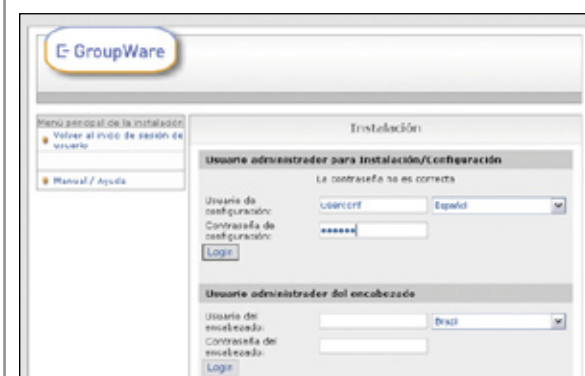 E-GroupWare
Menú principal de la instalación
Volver al inicio de sesión de
usuario
Manual / Ayuda
Instalación
Usuario administrador para Instalación/Configuración
La contraseña no es correcta
Usuario de
configuración:
userconf
Español
Contraseña de
configuración:
••••••
Login
Usuario administrador del encabezado
Usuario del
encabezado:
Brazil
Contraseña del
encabezado:
Login